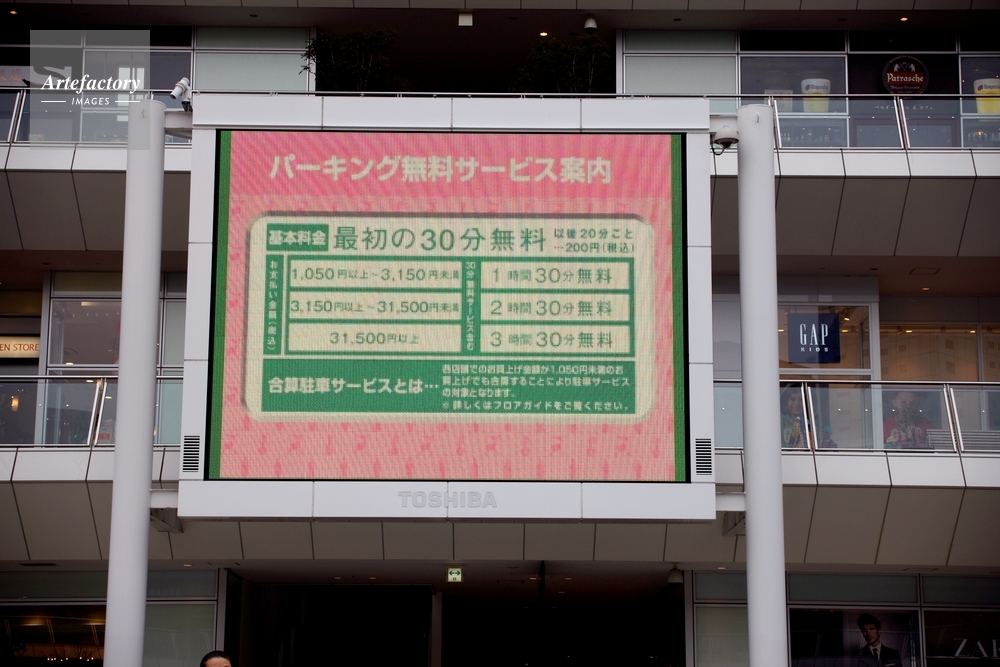 Artefactory
IMAGES
Patrasche
パーキング無料サービス案内
基本料金 最初の30分無料 以後20分ごと
…200円(税込)
お支払い金額(税込)
1,050円以上~3,150円未満
3,150円以上~31,500円未満
31,500円以上
30分無料サービス含む
1時間30分無料
2時間30分無料
3時間30分無料
合算駐車サービスとは…
各店舗でのお買上げ金額が1,050円未満のお
買上げでも合算することにより駐車サービス
の対象となります。
※詳しくはフロアガイドをご覧ください。
TOSHIBA
GAP
KIDS
EN STORE